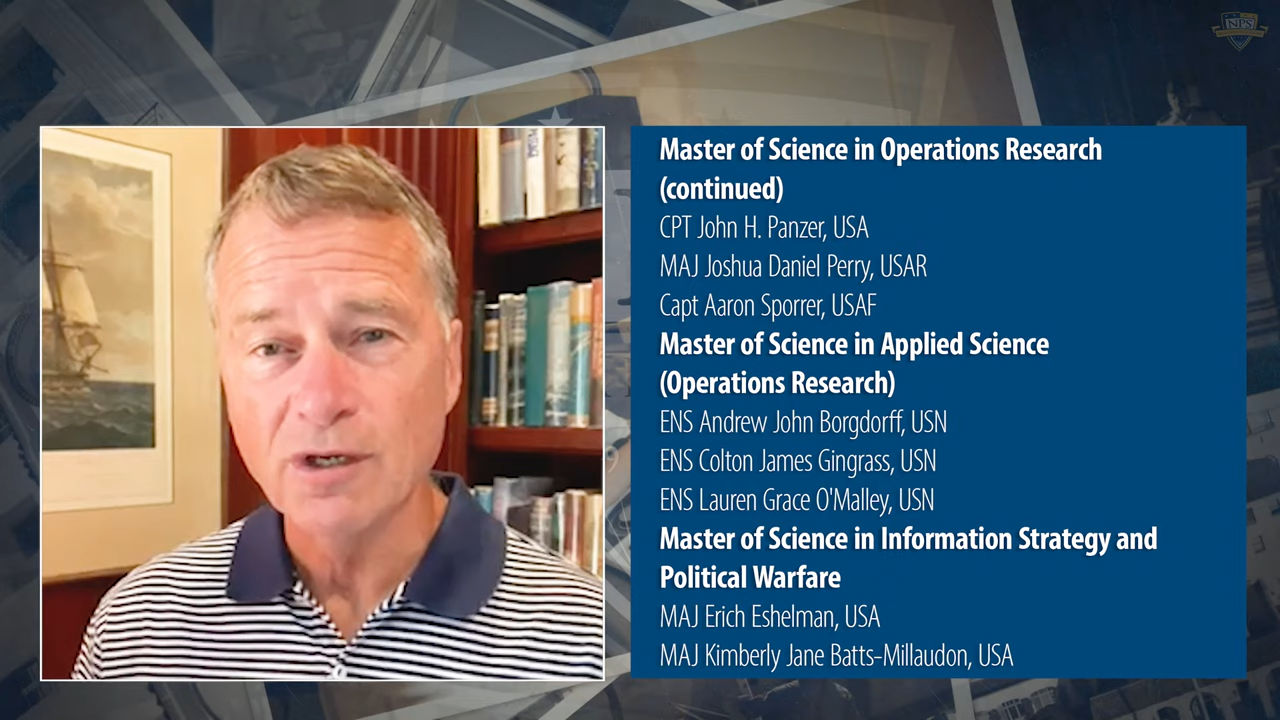 NPS
Master of Science in Operations Research
(continued)
CPT John H. Panzer, USA
MAJ Joshua Daniel Perry, USAR
Capt Aaron Sporrer, USAF
Master of Science in Applied Science
(Operations Research)
ENS Andrew John Borgdorff, USN
ENS Colton James Gingrass, USN
ENS Lauren Grace O'Malley, USN
Master of Science in Information Strategy and
Political Warfare
MAJ Erich Eshelman, USA
MAJ Kimberly Jane Batts-Millaudon, USA